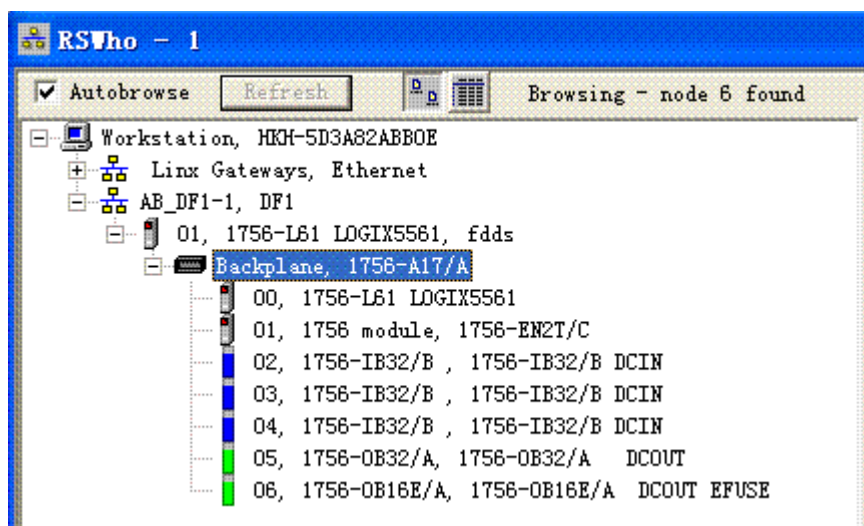 RSWho - 1
Autobrowse Refresh Browsing - node 6 found
Workstation, HKH-5D3A82ABB0E
Linx Gateways, Ethernet
AB_DF1-1, DF1
01, 1756-L61 LOGIX5561, fdds
Backplane, 1756-A17/A
00, 1756-L61 LOGIX5561
01, 1756 module, 1756-EN2T/C
02, 1756-IB32/B , 1756-IB32/B DCIN
03, 1756-IB32/B , 1756-IB32/B DCIN
04, 1756-IB32/B , 1756-IB32/B DCIN
05, 1756-OB32/A, 1756-OB32/A DCOUT
06, 1756-OB16E/A, 1756-OB16E/A DCOUT EFUSE